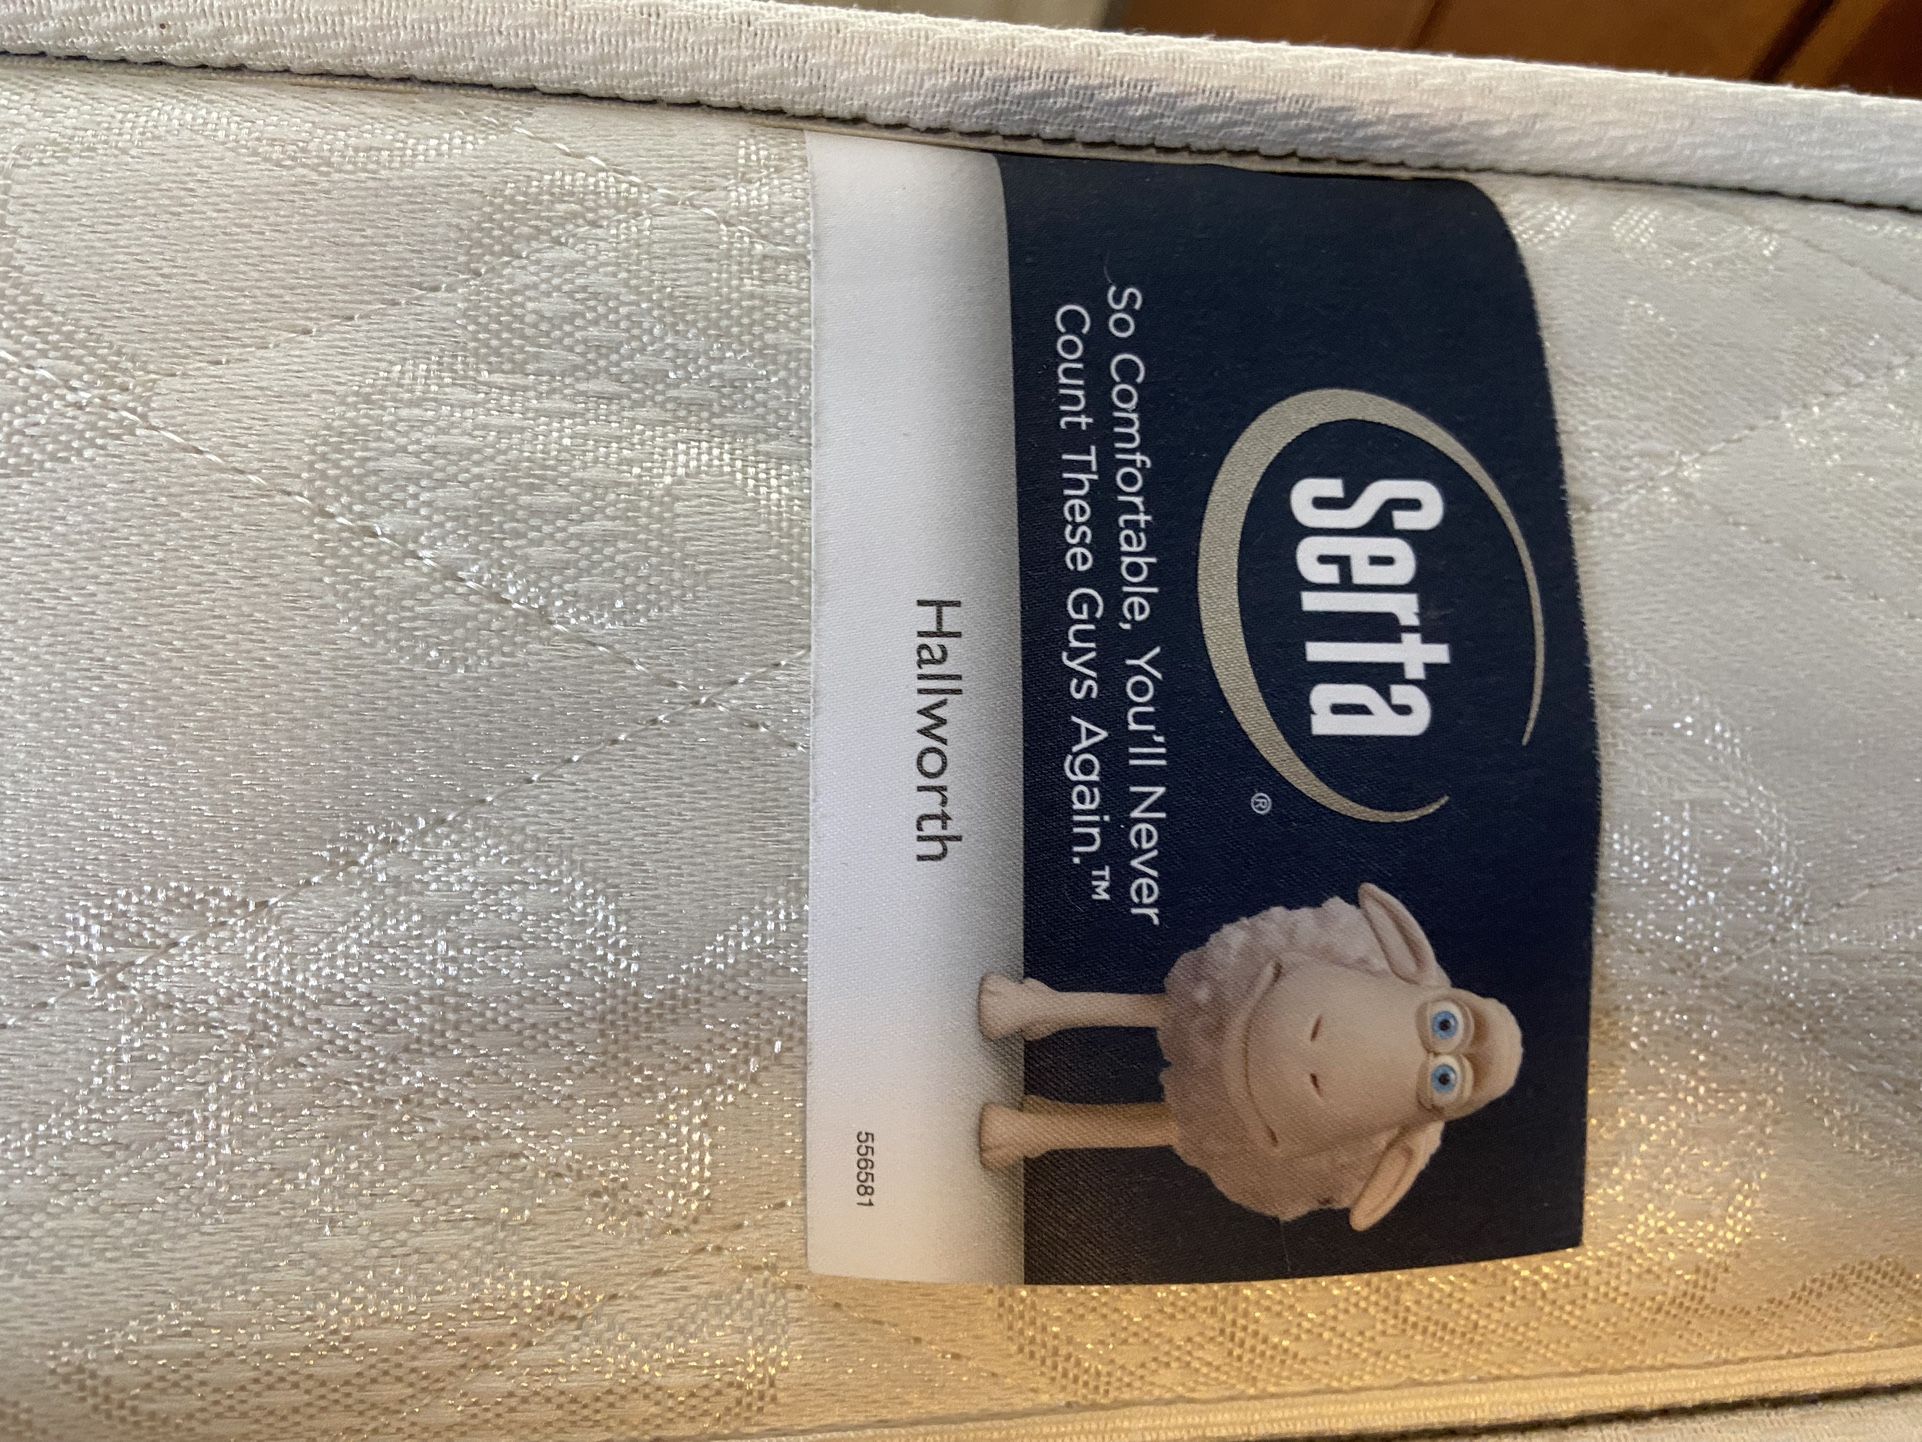 Serta®
So Comfortable, You'll Never
Count These Guys Again.™
Hallworth
556581